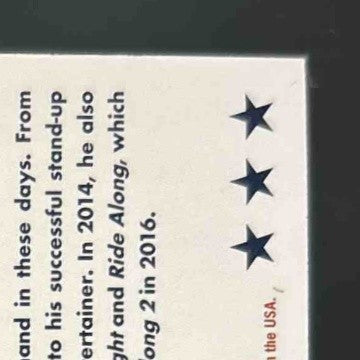 and in these days. From
to his successful stand-up
ertainer. In 2014, he also
ght and Ride Along, which
ong 2 in 2016.
the USA.